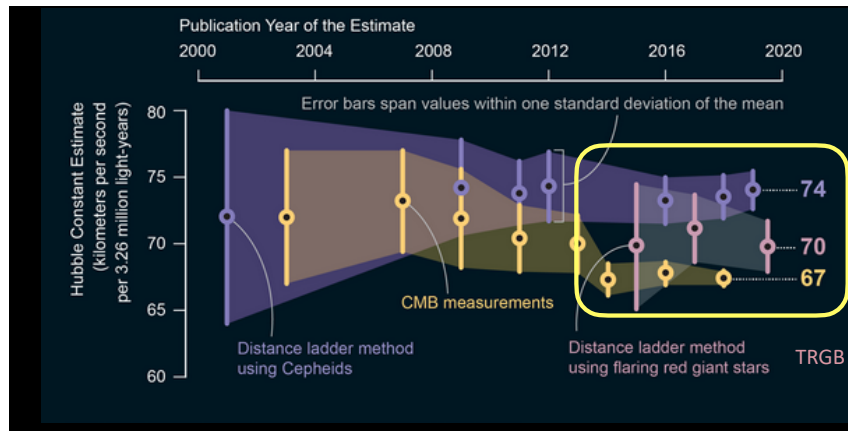 Publication Year of the Estimate
2000 2004 2008 2012 2016 2020
Error bars span values within one standard deviation of the mean
Hubble Constant Estimate
(kilometers per second
per 3.26 million light-years)
80
75
70
65
60
74
70
67
CMB measurements
Distance ladder method
using Cepheids
Distance ladder method
using flaring red giant stars
TRGB